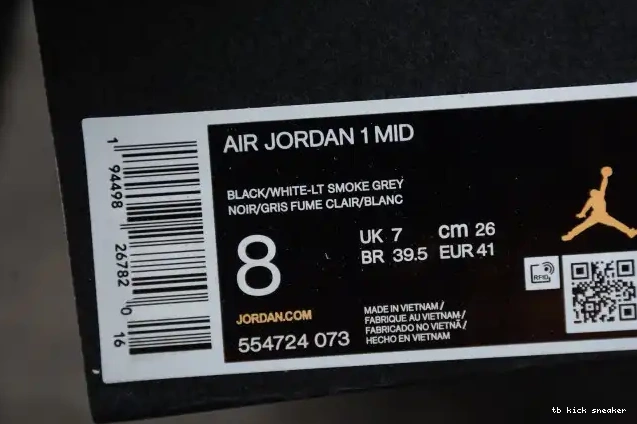 AIR JORDAN 1 MID
BLACK/WHITE-LT SMOKE GREY
NOIR/GRIS FUME CLAIR/BLANC
8
UK 7 cm 26
BR 39.5 EUR 41
RFID
JORDAN.COM
554724 073
MADE IN VIETNAM/
FABRIQUE AU VIETNAM/
FABRICADO NO VIETNÃ/
HECHO EN VIETNAM
1 94498 26782 0 16
tb kick sneaker